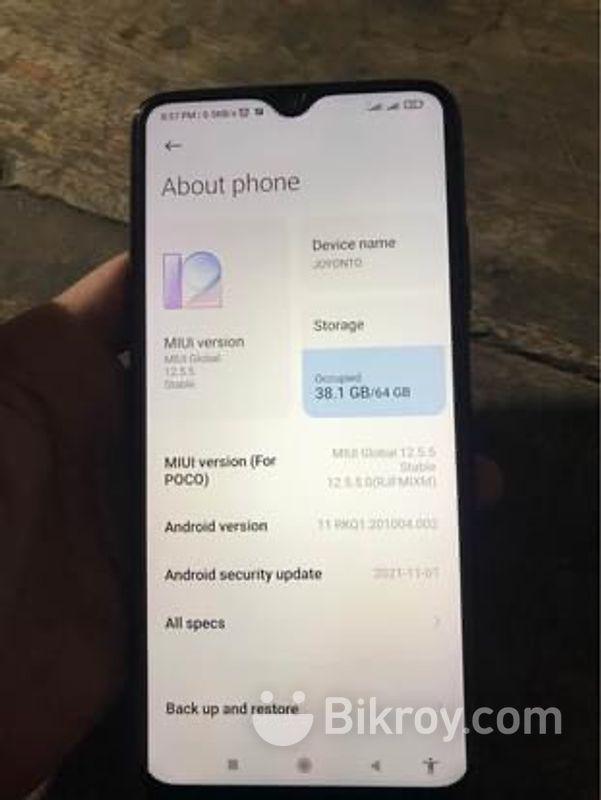 8:57 PM | 0.5KB/s
About phone
12
Device name
JOYONTO
MIUI version
MIUI Global
12.5.5
Stable
Storage
Occupied
38.1 GB/64 GB
MIUI version (For
POCO)
MIUI Global 12.5.5
Stable
12.5.5.0(RJFMIXM)
Android version
11 RKQ1.201004.002
Android security update
2021-11-01
All specs
Back up and restore
Bikroy.com